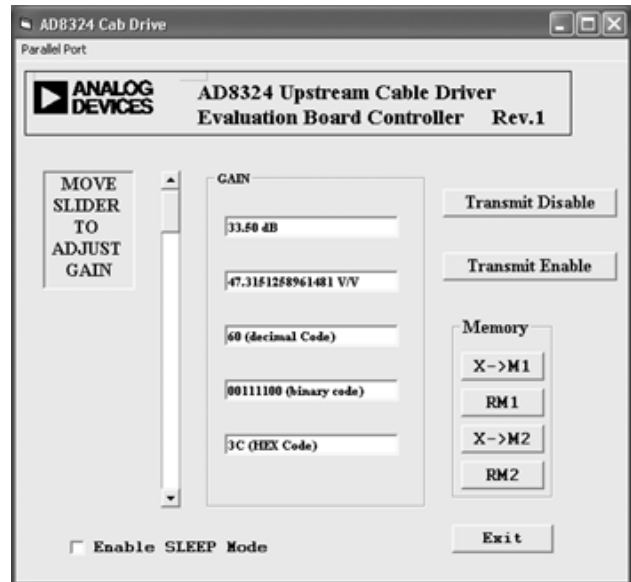 AD8324 Cab Drive
Parallel Port
ANALOG
DEVICES
AD8324 Upstream Cable Driver
Evaluation Board Controller Rev.1
MOVE
SLIDER
TO
ADJUST
GAIN
GAIN
33.50 dB
47.3151258961481 V/V
60 (decimal Code)
00111100 (binary code)
3C (HEX Code)
Transmit Disable
Transmit Enable
Memory
X->M1
RM1
X->M2
RM2
Enable SLEEP Mode
Exit